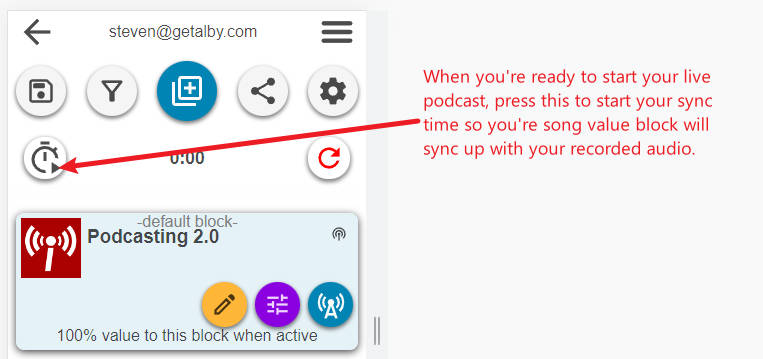 steven@getalby.com
When you're ready to start your live
podcast, press this to start your sync
time so you're song value block will
sync up with your recorded audio.
0:00
-default block-
Podcasting 2.0
100% value to this block when active